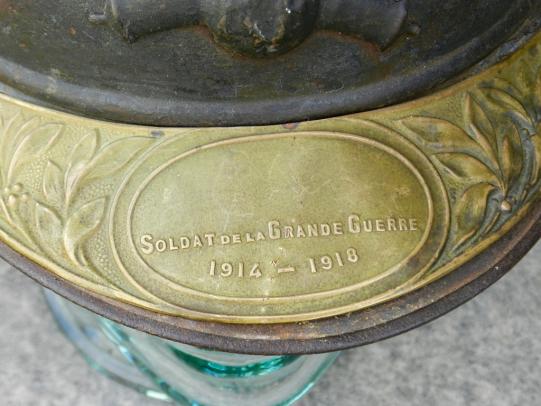 SOLDAT DE LA GRANDE GUERRE
1914 – 1918